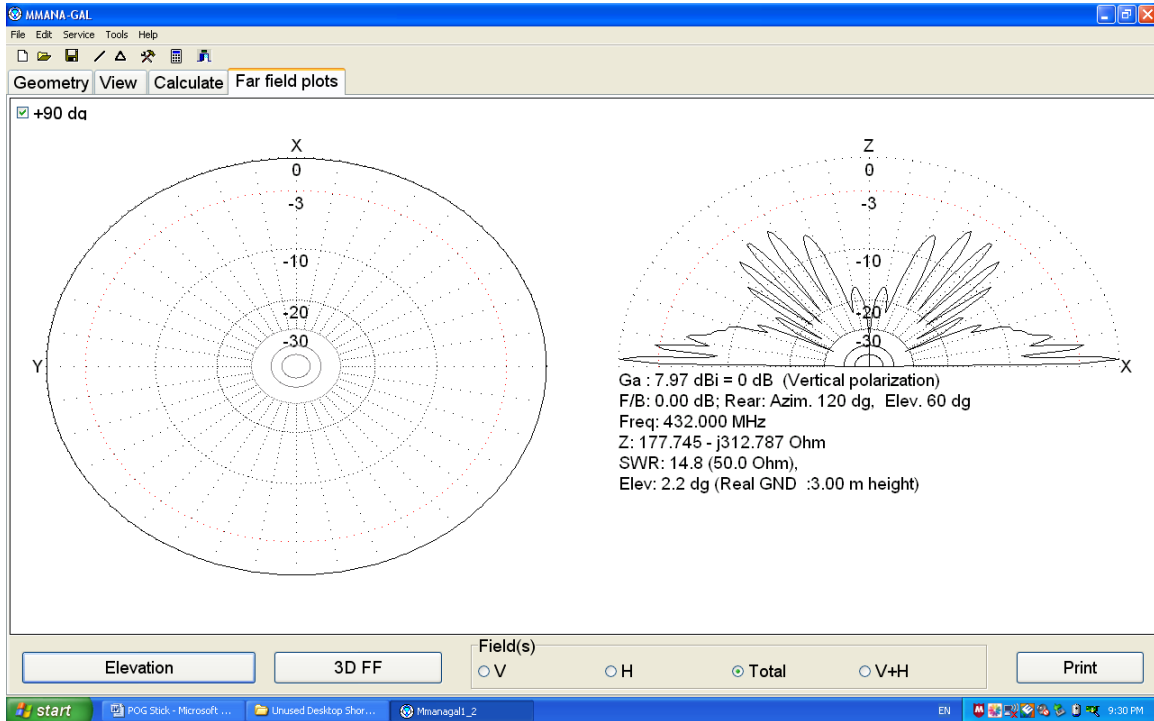 MMANA-GAL
File Edit Service Tools Help
Geometry View Calculate Far field plots
+90 dg
X
0
-3
-10
-20
-30
Y
Z
0
-3
-10
-20
-30
X
Ga : 7.97 dBi = 0 dB (Vertical polarization)
F/B: 0.00 dB; Rear: Azim. 120 dg, Elev. 60 dg
Freq: 432.000 MHz
Z: 177.745 - j312.787 Ohm
SWR: 14.8 (50.0 Ohm),
Elev: 2.2 dg (Real GND :3.00 m height)
Elevation
3D FF
Field(s)
V
H
Total
V+H
Print
start
POG Stick - Microsoft ...
Unused Desktop Shor...
Mmanagal1_2
EN
9:30 PM